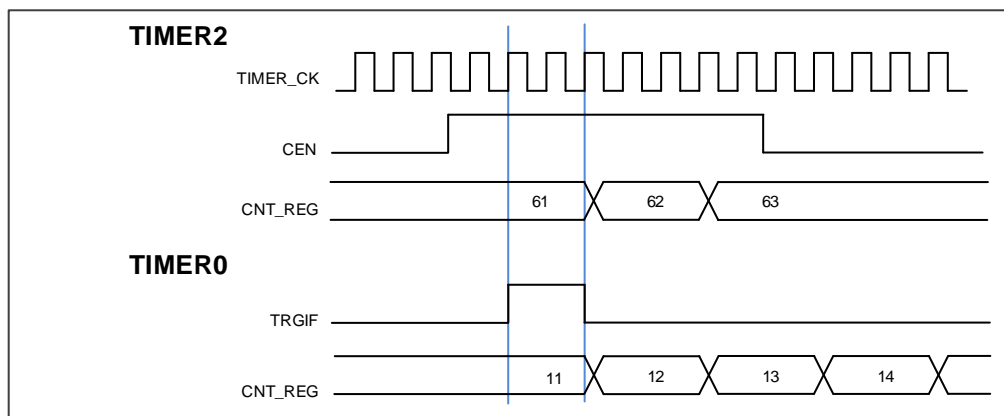 TIMER2
TIMER_CK
CEN
CNT_REG 61 62 63
TIMER0
TRGIF
CNT_REG 11 12 13 14